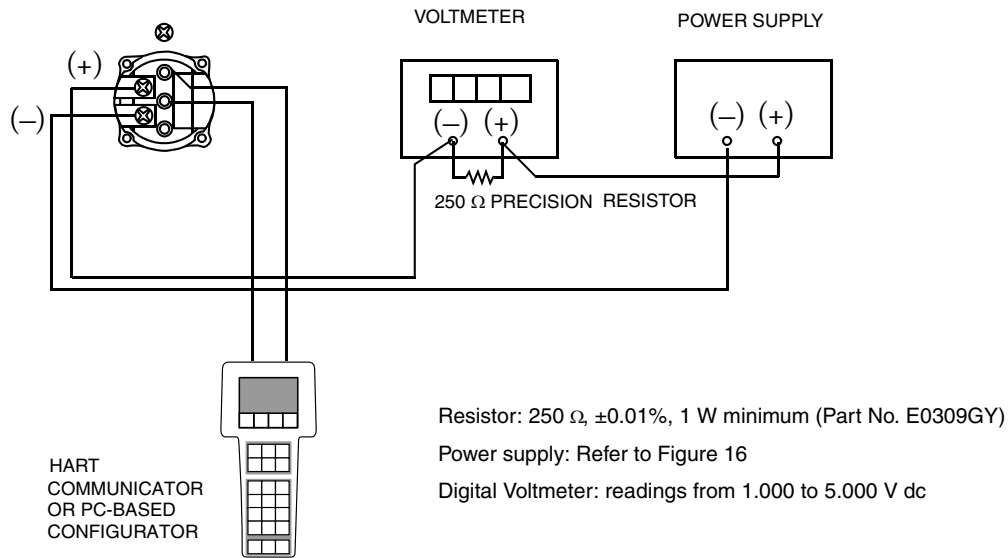 VOLTMETER
POWER SUPPLY
(+)
(–)
(–) (+)
(–) (+)
250 Ω PRECISION RESISTOR
Resistor: 250 Ω, ±0.01%, 1 W minimum (Part No. E0309GY)
Power supply: Refer to Figure 16
Digital Voltmeter: readings from 1.000 to 5.000 V dc
HART
COMMUNICATOR
OR PC-BASED
CONFIGURATOR